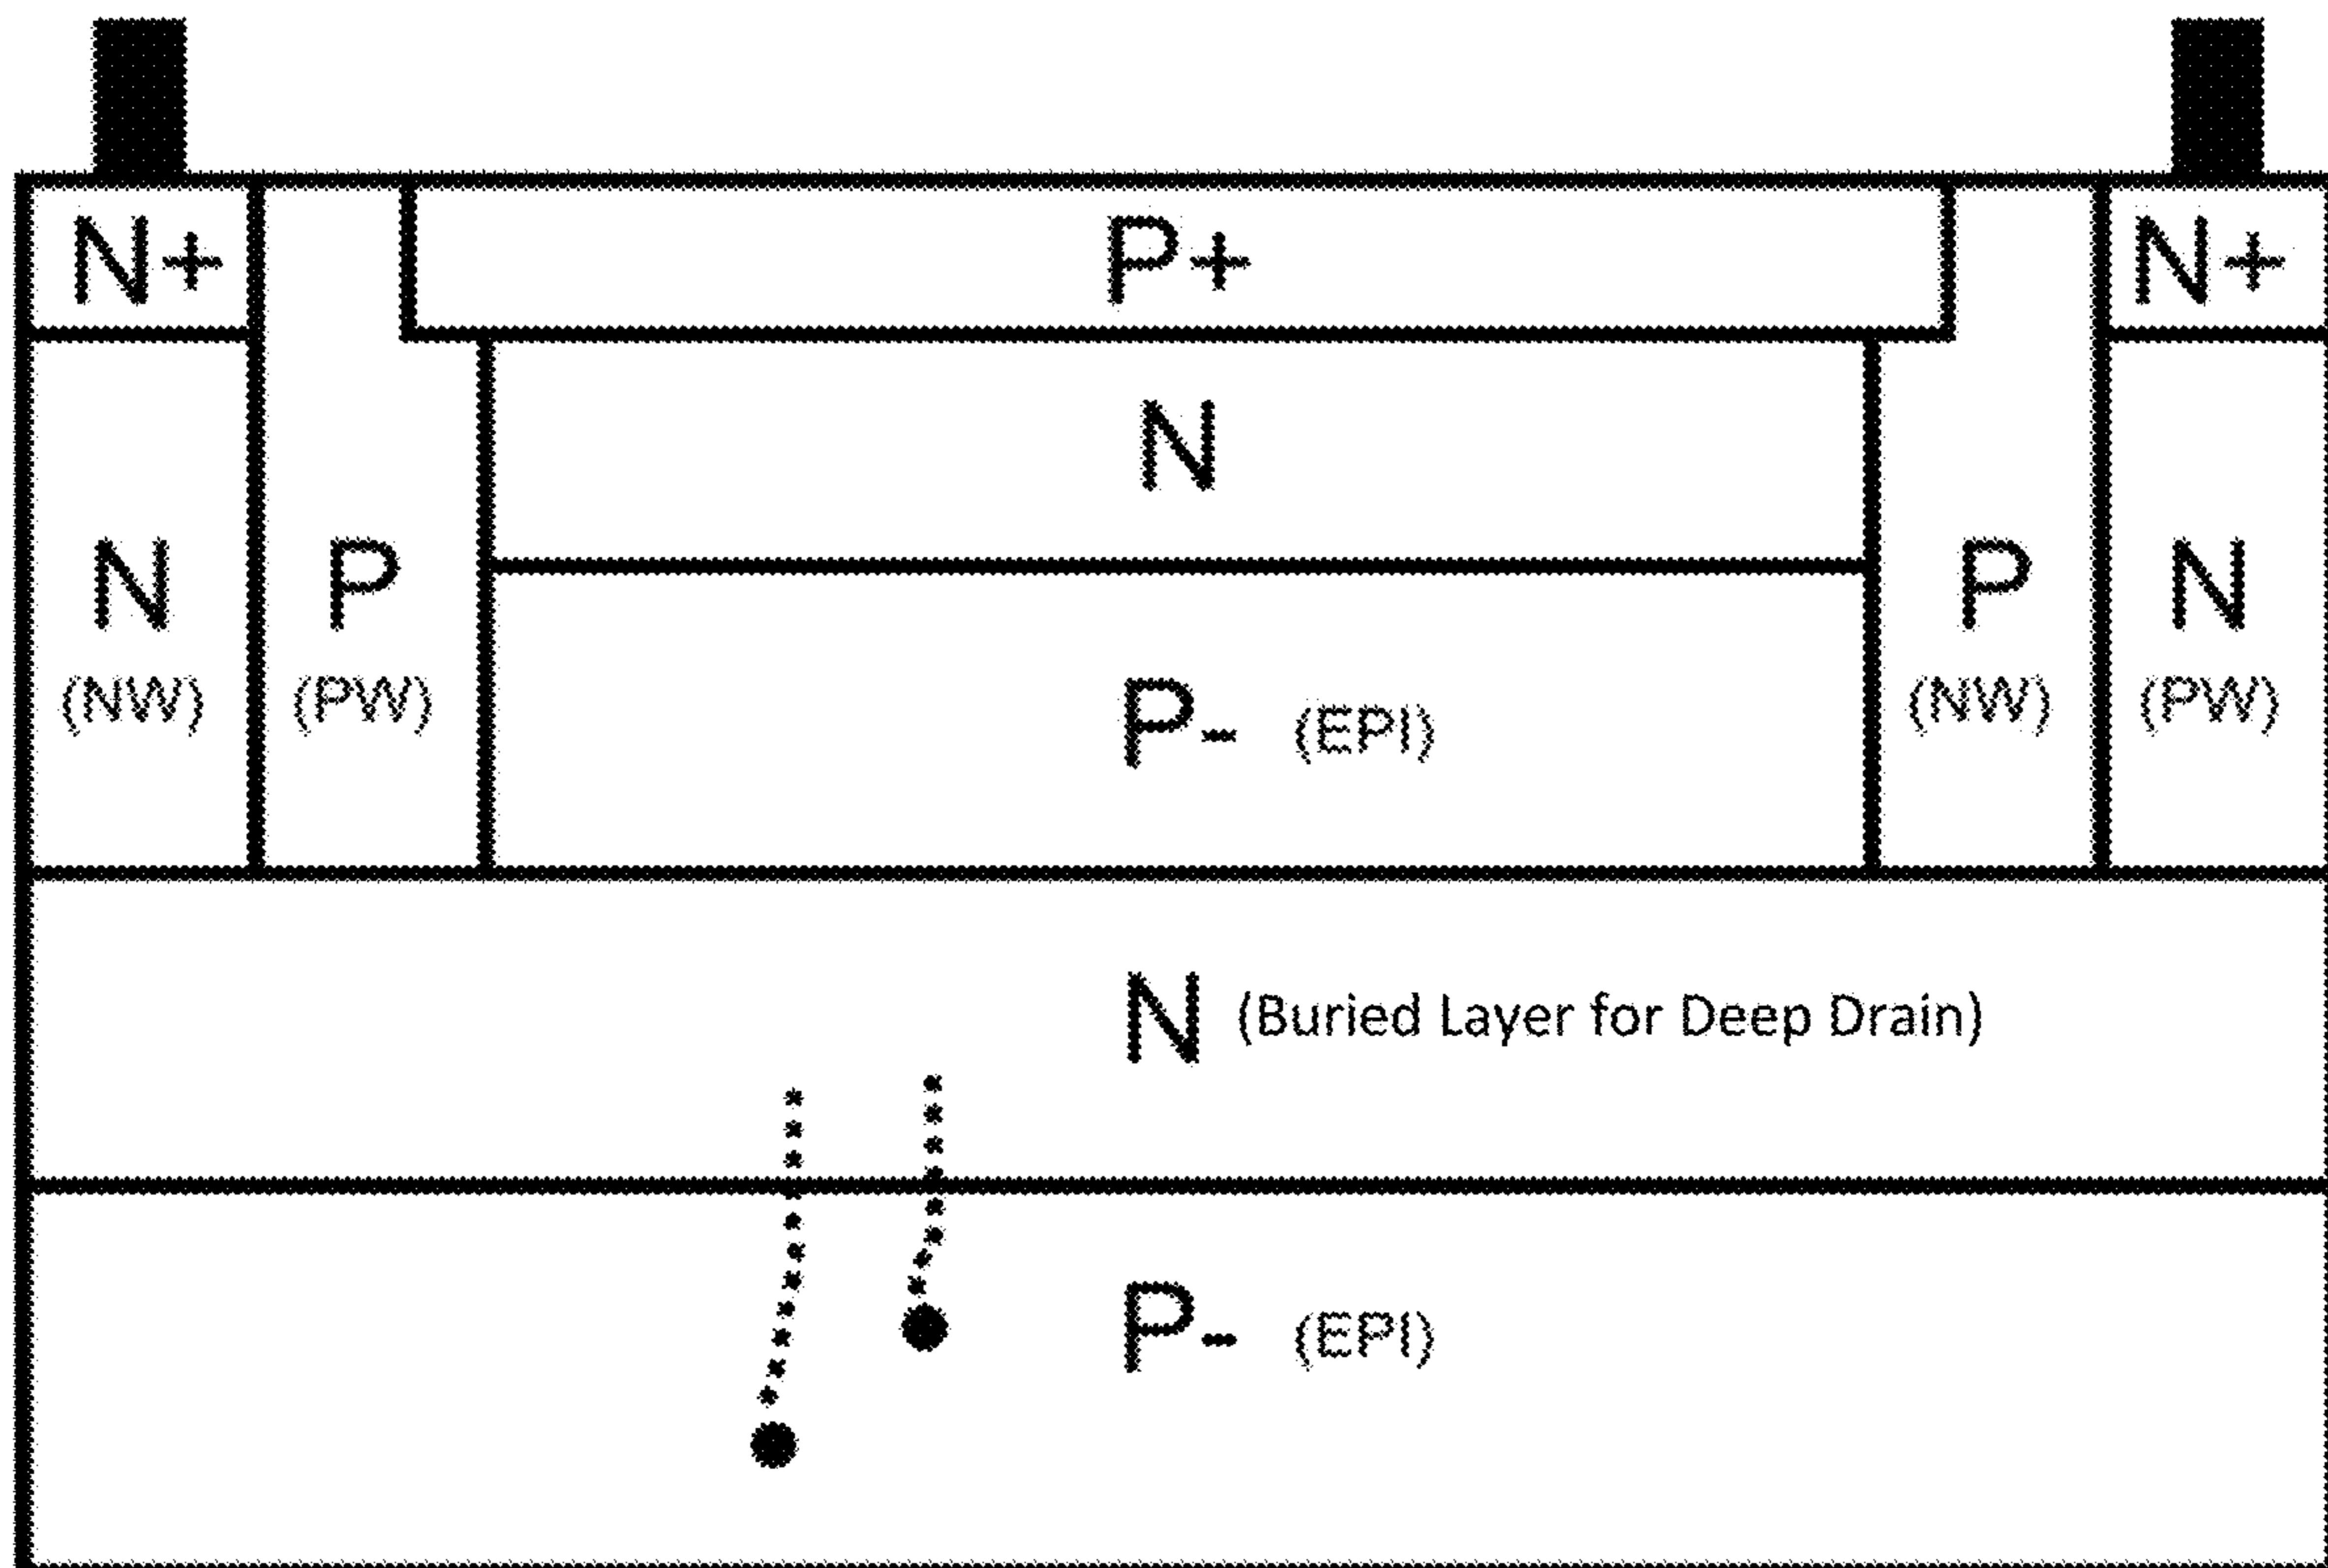 N+ P+ N+
N
N P P N
(NW) (PW) (NW) (PW)
P- (EPI)
N (Buried Layer for Deep Drain)
P- (EPI)